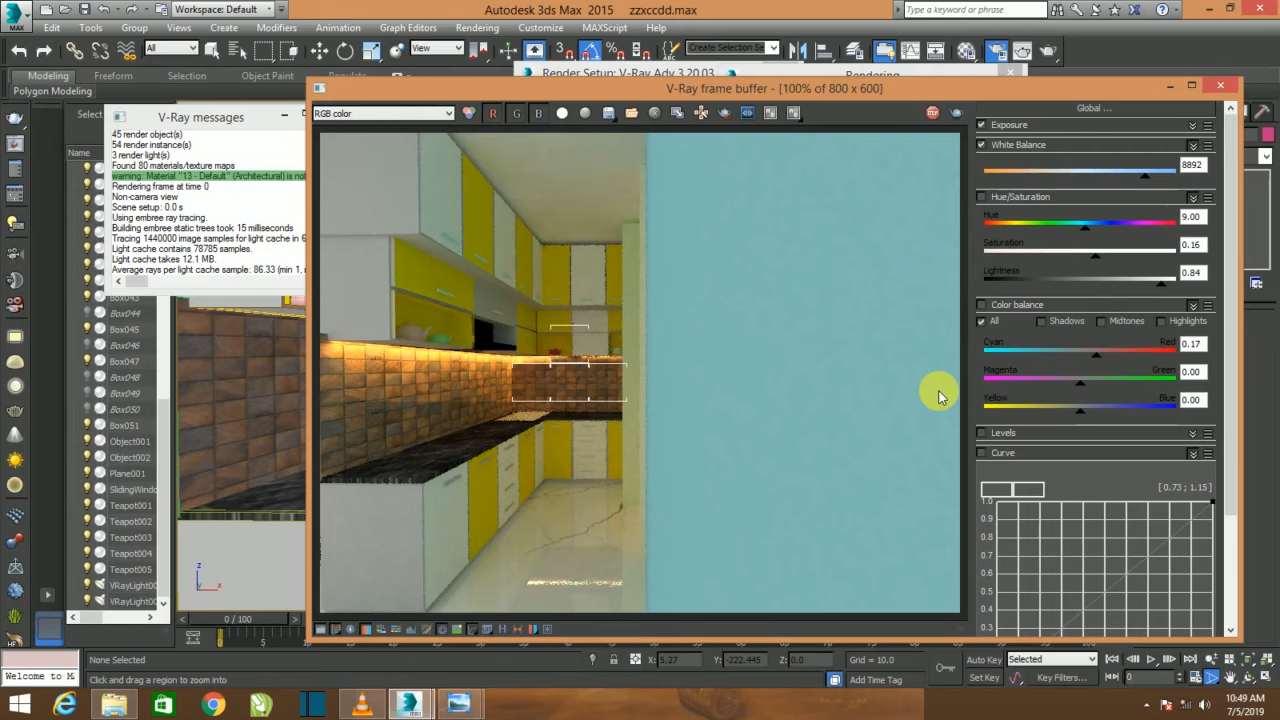 Workspace: Default
Autodesk 3ds Max 2015    zzxccdd.max
Type a keyword or phrase
MAX
Edit Tools Group Views Create Modifiers Animation Graph Editors Rendering Customize MAXScript Help
All
View
Create Selection Se
Modeling Freeform Selection Object Paint Populate
Polygon Modeling
Render Setup: V-Ray Adv 3.20.03
Rendering
V-Ray frame buffer - [100% of 800 x 600]
RGB color
R G B
STOP
V-Ray messages
45 render object(s)
54 render instance(s)
3 render light(s)
Found 80 materials/texture maps
warning: Material "13 - Default" (Architectural) is not
Rendering frame at time 0
Non-camera view
Scene setup: 0.0 s
Using embree ray tracing.
Building embree static trees took 15 milliseconds
Tracing 1440000 image samples for light cache in 6
Light cache contains 78785 samples.
Light cache takes 12.1 MB.
Average rays per light cache sample: 86.33 (min 1,
Select
Name
Box043
Box044
Box045
Box046
Box047
Box048
Box049
Box050
Box051
Object001
Object002
Plane001
SlidingWindo
Teapot001
Teapot002
Teapot003
Teapot004
Teapot005
VRayLight00
VRayLight00
z
x
Global ...
Exposure
White Balance
8892
Hue/Saturation
Hue 9.00
Saturation 0.16
Lightness 0.84
Color balance
All Shadows Midtones Highlights
Cyan Red 0.17
Magenta Green 0.00
Yellow Blue 0.00
Levels
Curve
[ 0.73 ; 1.15 ]
1.0
0.9
0.8
0.7
0.6
0.5
0.4
0.3
0 / 100
0 5
None Selected
X: 5.27 Y: -222.445 Z: 0.0 Grid = 10.0
Auto Key Selected
Welcome to M
Click and drag a region to zoom into
Add Time Tag
Set Key Key Filters...
0
10:49 AM
7/5/2019